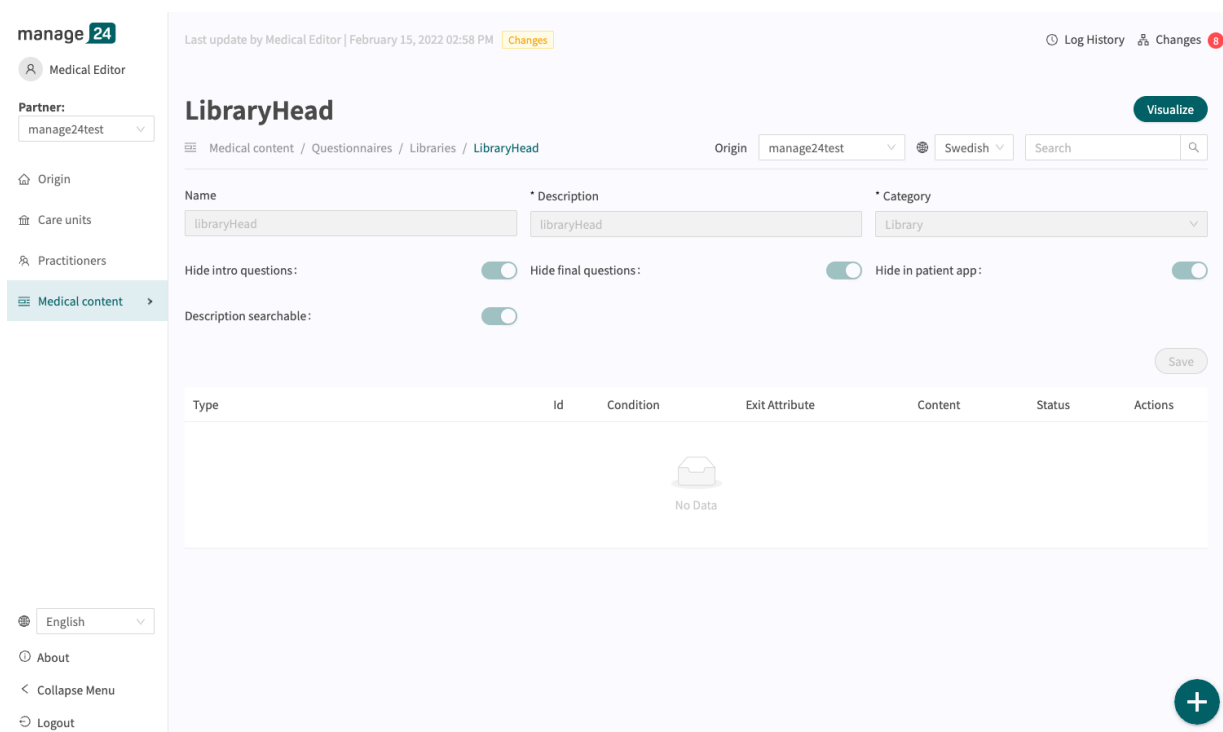 manage 24
Medical Editor
Partner:
manage24test
Origin
Care units
Practitioners
Medical content
English
About
Collapse Menu
Logout
Last update by Medical Editor | February 15, 2022 02:58 PM Changes
Log History Changes 8
LibraryHead
Visualize
Medical content / Questionnaires / Libraries / LibraryHead
Origin manage24test Swedish Search
Name * Description * Category
libraryHead libraryHead Library
Hide intro questions: Hide final questions: Hide in patient app:
Description searchable:
Save
Type Id Condition Exit Attribute Content Status Actions
No Data